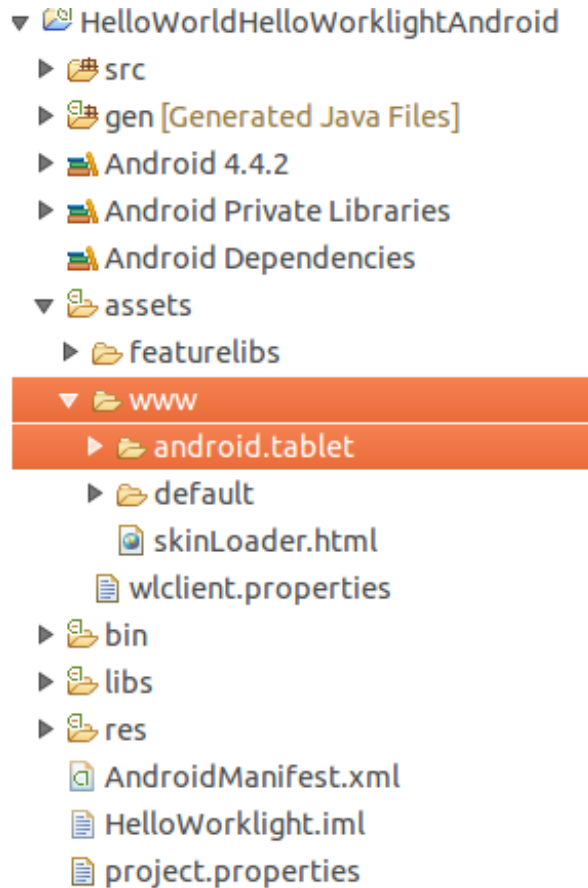 HelloWorldHelloWorklightAndroid
src
gen [Generated Java Files]
Android 4.4.2
Android Private Libraries
Android Dependencies
assets
featurelibs
www
android.tablet
default
skinLoader.html
wlclient.properties
bin
libs
res
AndroidManifest.xml
HelloWorklight.iml
project.properties